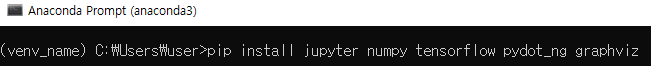 Anaconda Prompt (anaconda3)
(venv_name) C:₩Users₩user>pip install jupyter numpy tensorflow pydot_ng graphviz